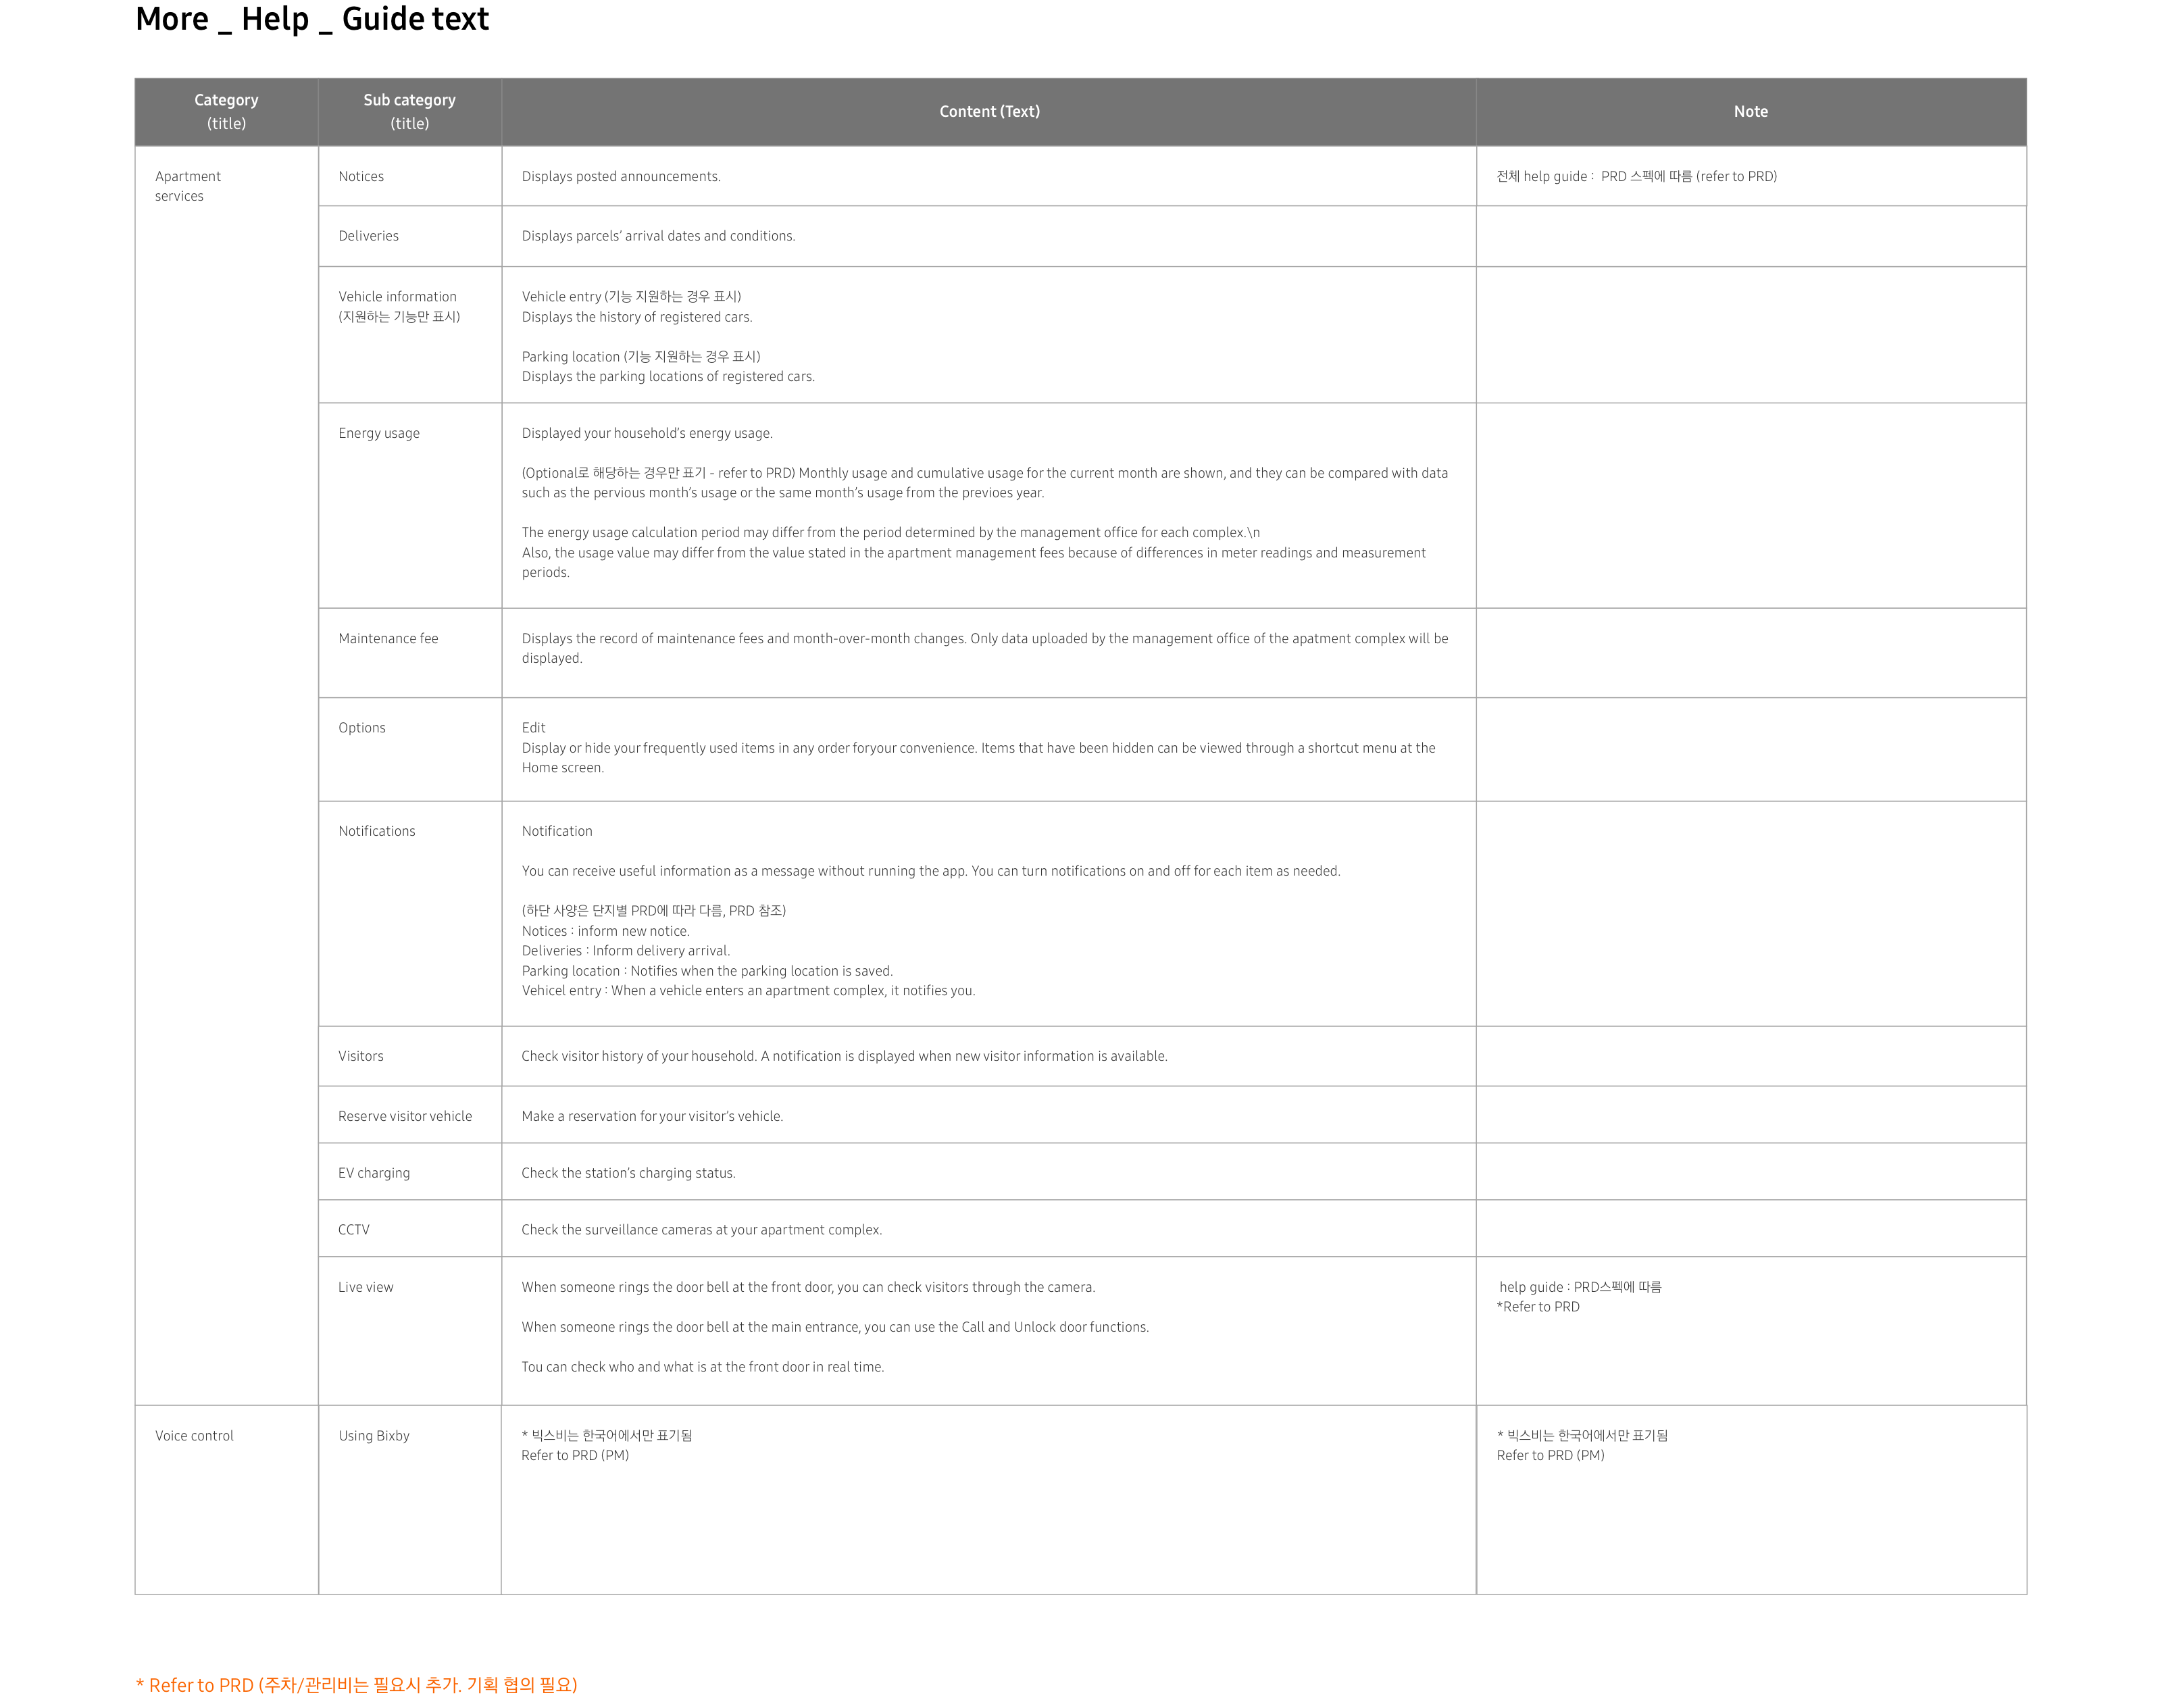 More _ Help _ Guide text
Category
(title)
Sub category
(title)
Content (Text)
Note
Apartment
services
Notices
Displays posted announcements.
전체 help guide :  PRD 스펙에 따름 (refer to PRD)
Deliveries
Displays parcels’ arrival dates and conditions.
Vehicle information
(지원하는 기능만 표시)
Vehicle entry (기능 지원하는 경우 표시)
Displays the history of registered cars.
Parking location (기능 지원하는 경우 표시)
Displays the parking locations of registered cars.
Energy usage
Displayed your household’s energy usage.
(Optional로 해당하는 경우만 표기 - refer to PRD) Monthly usage and cumulative usage for the current month are shown, and they can be compared with data
such as the pervious month’s usage or the same month’s usage from the previoes year.
The energy usage calculation period may differ from the period determined by the management office for each complex.\n
Also, the usage value may differ from the value stated in the apartment management fees because of differences in meter readings and measurement
periods.
Maintenance fee
Displays the record of maintenance fees and month-over-month changes. Only data uploaded by the management office of the apatment complex will be
displayed.
Options
Edit
Display or hide your frequently used items in any order foryour convenience. Items that have been hidden can be viewed through a shortcut menu at the
Home screen.
Notifications
Notification
You can receive useful information as a message without running the app. You can turn notifications on and off for each item as needed.
(하단 사양은 단지별 PRD에 따라 다름, PRD 참조)
Notices : inform new notice.
Deliveries : Inform delivery arrival.
Parking location : Notifies when the parking location is saved.
Vehicel entry : When a vehicle enters an apartment complex, it notifies you.
Visitors
Check visitor history of your household. A notification is displayed when new visitor information is available.
Reserve visitor vehicle
Make a reservation for your visitor’s vehicle.
EV charging
Check the station’s charging status.
CCTV
Check the surveillance cameras at your apartment complex.
Live view
When someone rings the door bell at the front door, you can check visitors through the camera.
When someone rings the door bell at the main entrance, you can use the Call and Unlock door functions.
Tou can check who and what is at the front door in real time.
help guide : PRD스펙에 따름
*Refer to PRD
Voice control
Using Bixby
* 빅스비는 한국어에서만 표기됨
Refer to PRD (PM)
* 빅스비는 한국어에서만 표기됨
Refer to PRD (PM)
* Refer to PRD (주차/관리비는 필요시 추가. 기획 협의 필요)